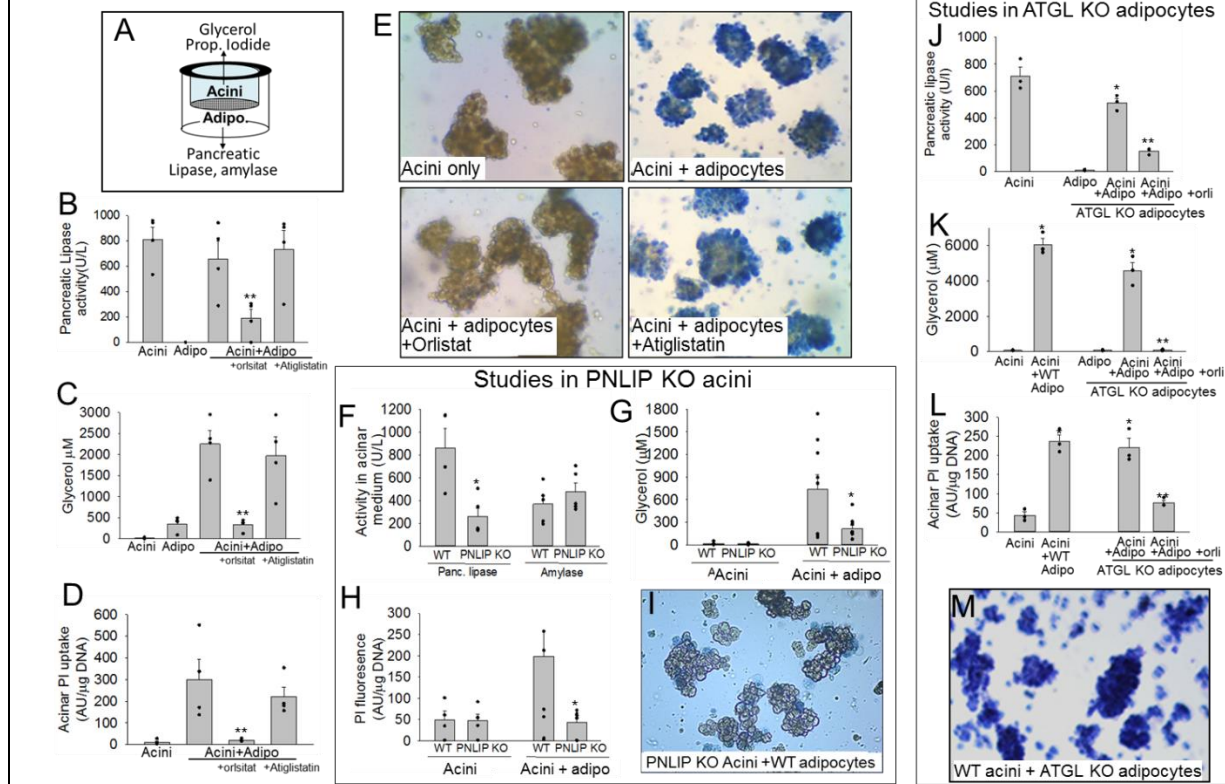 A
Glycerol
Prop. Iodide
Acini
Adipo.
Pancreatic
Lipase, amylase
B
Pancreatic Lipase
activity(U/L)
1000
800
600
400
200
0
Acini Adipo Acini+Adipo
+orlsitat +Atiglistatin
**
C
Glycerol µM
3000
2500
2000
1500
1000
500
0
Acini Adipo Acini+Adipo
+orlsitat +Atiglistatin
**
D
Acinar PI uptake
(AU/µg DNA)
600
500
400
300
200
100
0
Acini Acini+Adipo
+orlsitat +Atiglistatin
**
E
Acini only
Acini + adipocytes
Acini + adipocytes
+Orlistat
Acini + adipocytes
+Atiglistatin
Studies in PNLIP KO acini
F
Activity in acinar
medium (U/L)
1200
1000
800
600
400
200
0
*
WT PNLIP KO WT PNLIP KO
Panc. lipase Amylase
G
Glycerol (µM)
1800
1500
1200
900
600
300
0
*
WT PNLIP KO WT PNLIP KO
AAcini Acini + adipo
H
PI fluoresence
(AU/µg DNA)
300
250
200
150
100
50
0
*
WT PNLIP KO WT PNLIP KO
Acini Acini + adipo
I
PNLIP KO Acini +WT adipocytes
Studies in ATGL KO adipocytes
J
Pancreatic lipase
activity (U/l)
1000
800
600
400
200
0
*
**
Acini Adipo Acini Acini
+Adipo +Adipo +orli
ATGL KO adipocytes
K
Glycerol (µM)
6000
4000
2000
0
*
*
**
Acini Acini Adipo Acini Acini
+WT +Adipo +Adipo +orli
Adipo ATGL KO adipocytes
L
Acinar PI uptake
(AU/µg DNA)
300
250
200
150
100
50
0
*
*
**
Acini Acini Acini Acini
+WT +Adipo +Adipo +orli
Adipo ATGL KO adipocytes
M
WT acini + ATGL KO adipocytes